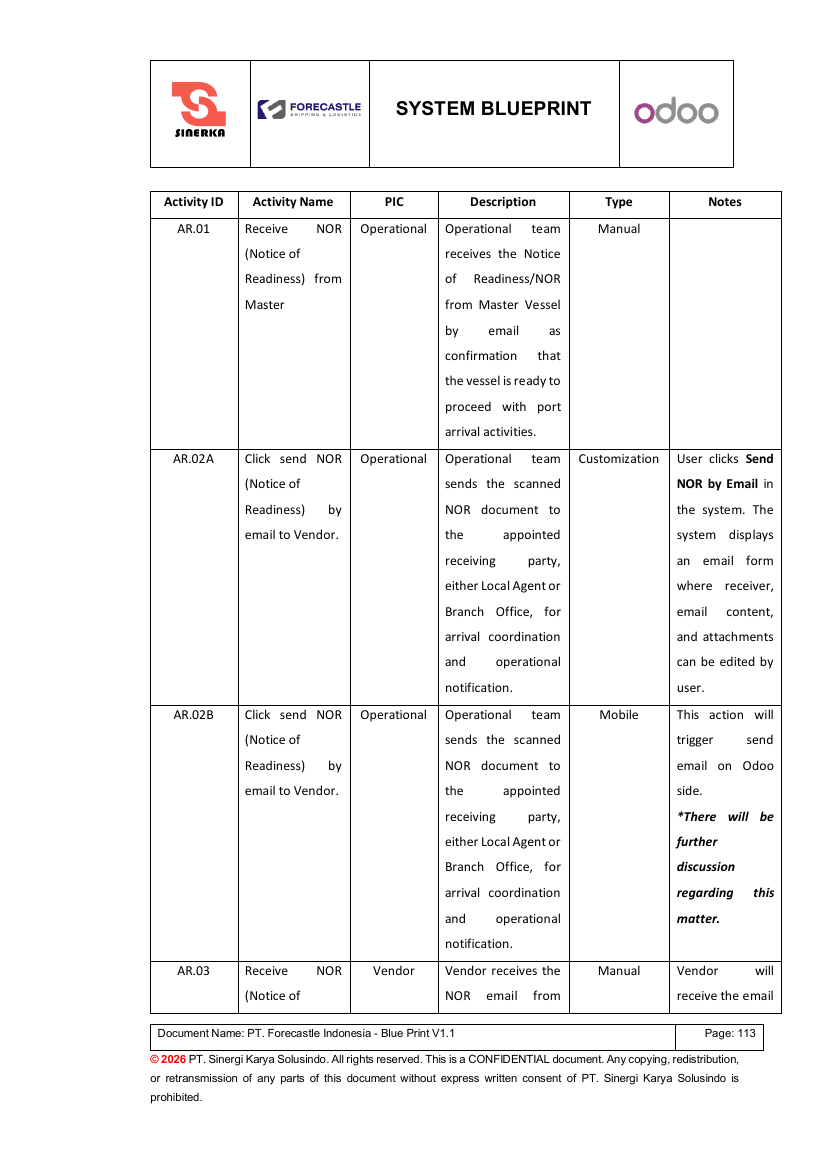 SINERKA
FORECASTLE
SHIPPING & LOGISTICS
SYSTEM BLUEPRINT
odoo
Activity ID Activity Name PIC Description Type Notes
AR.01
Receive NOR
(Notice of
Readiness) from
Master
Operational
Operational team
receives the Notice
of Readiness/NOR
from Master Vessel
by email as
confirmation that
the vessel is ready to
proceed with port
arrival activities.
Manual
AR.02A
Click send NOR
(Notice of
Readiness) by
email to Vendor.
Operational
Operational team
sends the scanned
NOR document to
the appointed
receiving party,
either Local Agent or
Branch Office, for
arrival coordination
and operational
notification.
Customization
User clicks Send
NOR by Email in
the system. The
system displays
an email form
where receiver,
email content,
and attachments
can be edited by
user.
AR.02B
Click send NOR
(Notice of
Readiness) by
email to Vendor.
Operational
Operational team
sends the scanned
NOR document to
the appointed
receiving party,
either Local Agent or
Branch Office, for
arrival coordination
and operational
notification.
Mobile
This action will
trigger send
email on Odoo
side.
*There will be
further
discussion
regarding this
matter.
AR.03
Receive NOR
(Notice of
Vendor
Vendor receives the
NOR email from
Manual
Vendor will
receive the email
Document Name: PT. Forecastle Indonesia - Blue Print V1.1
Page: 113
© 2026 PT. Sinergi Karya Solusindo. All rights reserved. This is a CONFIDENTIAL document. Any copying, redistribution,
or retransmission of any parts of this document without express written consent of PT. Sinergi Karya Solusindo is
prohibited.